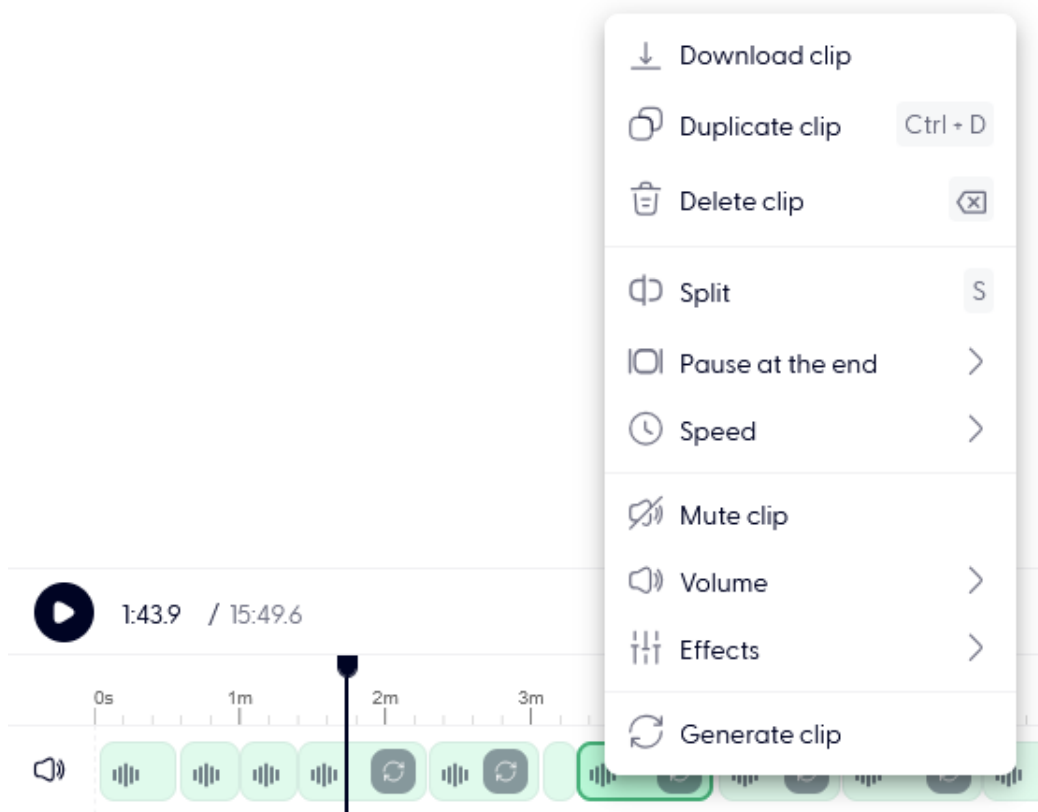 Download clip
Duplicate clip Ctrl + D
Delete clip
Split S
Pause at the end
Speed
Mute clip
Volume
Effects
Generate clip
1:43.9 / 15:49.6
0s 1m 2m 3m